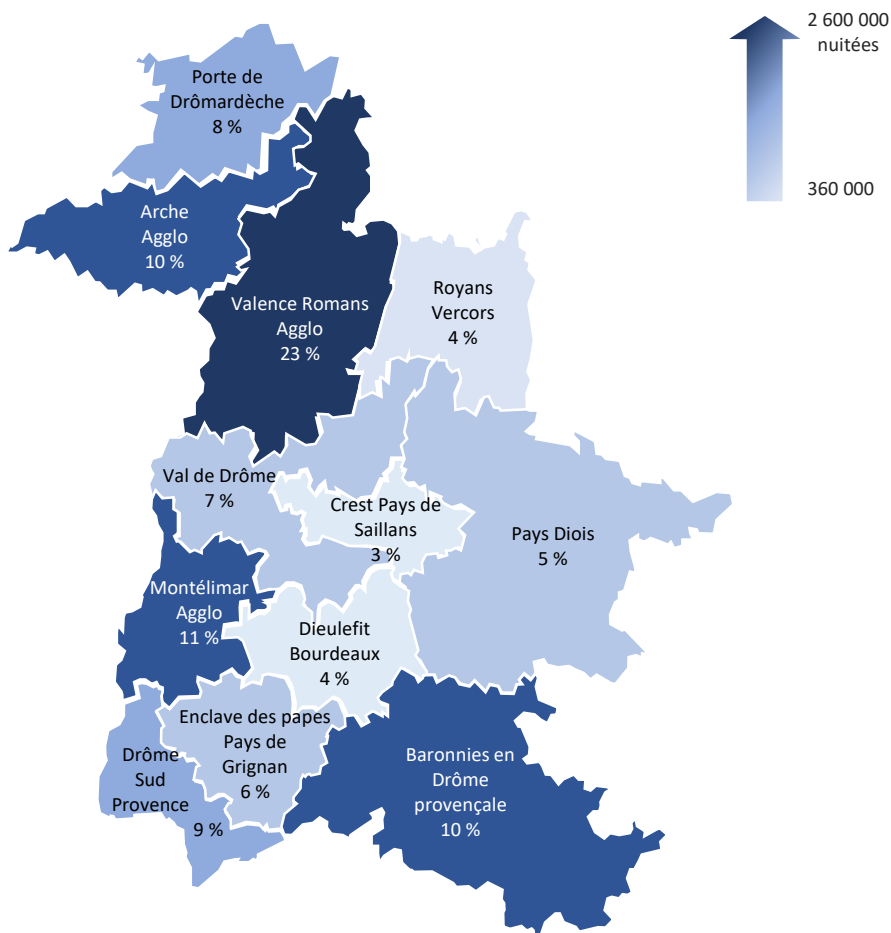 2 600 000
nuitées
360 000
Porte de
Drômardèche
8 %
Arche
Agglo
10 %
Valence Romans
Agglo
23 %
Royans
Vercors
4 %
Val de Drôme
7 %
Crest Pays de
Saillans
3 %
Pays Diois
5 %
Montélimar
Agglo
11 %
Dieulefit
Bourdeaux
4 %
Enclave des papes
Pays de
Grignan
6 %
Drôme
Sud
Provence
9 %
Baronnies en
Drôme
provençale
10 %